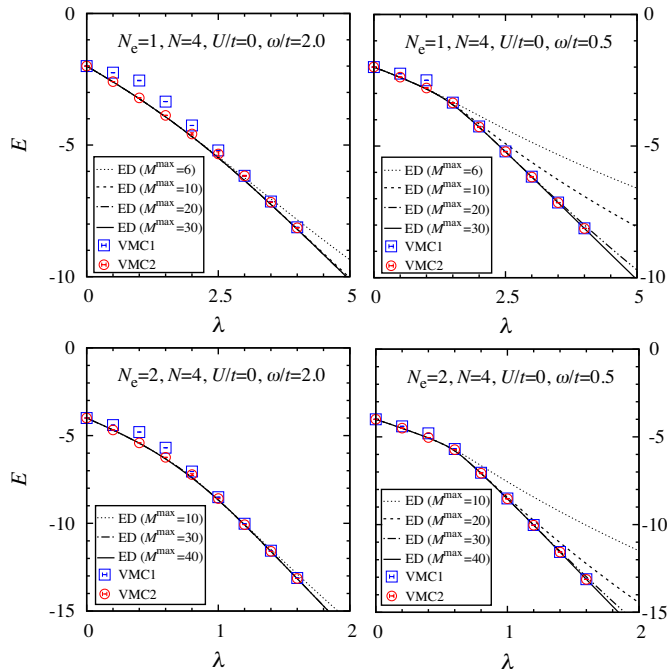 N_e=1, N=4, U/t=0, ω/t=2.0
0
-5
-10
E
ED (M^max=6)
ED (M^max=10)
ED (M^max=20)
ED (M^max=30)
VMC1
VMC2
0 2.5 5
λ
N_e=1, N=4, U/t=0, ω/t=0.5
0
-5
-10
ED (M^max=6)
ED (M^max=10)
ED (M^max=20)
ED (M^max=30)
VMC1
VMC2
0 2.5 5
λ
N_e=2, N=4, U/t=0, ω/t=2.0
0
-5
-10
-15
E
ED (M^max=10)
ED (M^max=30)
ED (M^max=40)
VMC1
VMC2
0 1 2
λ
N_e=2, N=4, U/t=0, ω/t=0.5
0
-5
-10
-15
ED (M^max=10)
ED (M^max=20)
ED (M^max=30)
ED (M^max=40)
VMC1
VMC2
0 1 2
λ